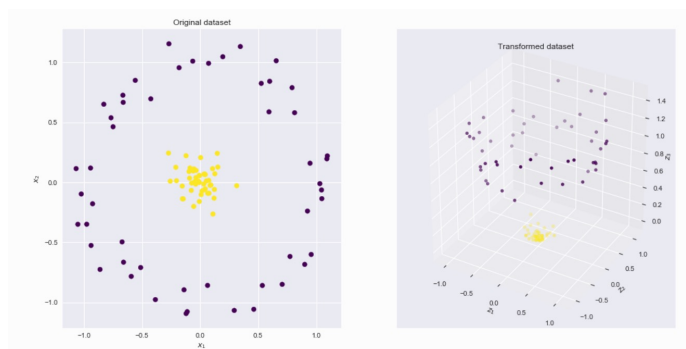 Original dataset
1.0
0.5
0.0
−0.5
−1.0
x₂
−1.0 −0.5 0.0 0.5 1.0
x₁
Transformed dataset
1.4
1.2
1.0
0.8
0.6
0.4
0.2
0.0
z₃
−1.0 −0.5 0.0 0.5 1.0
z₁
−1.0 −0.5 0.0 0.5 1.0
z₂